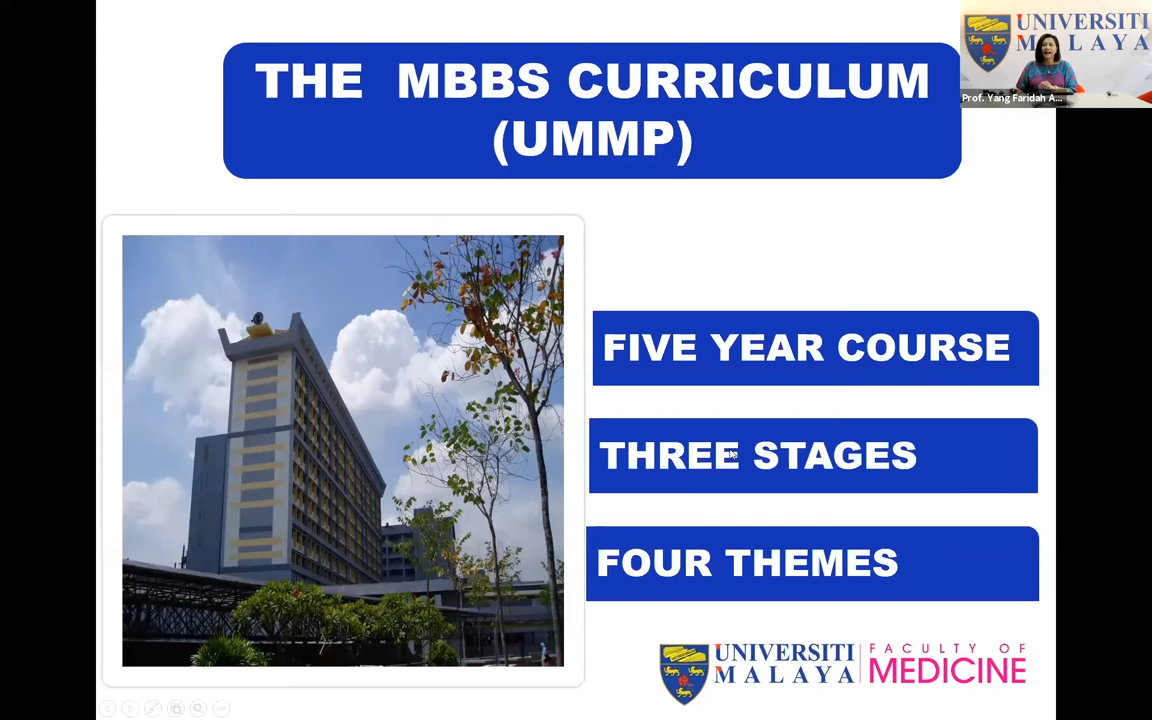 THE MBBS CURRICULUM
(UMMP)
UNIVERSITI
MALAYA
Prof. Yang Faridah A...
FIVE YEAR COURSE
THREE STAGES
FOUR THEMES
UNIVERSITI
MALAYA
FACULTY OF
MEDICINE